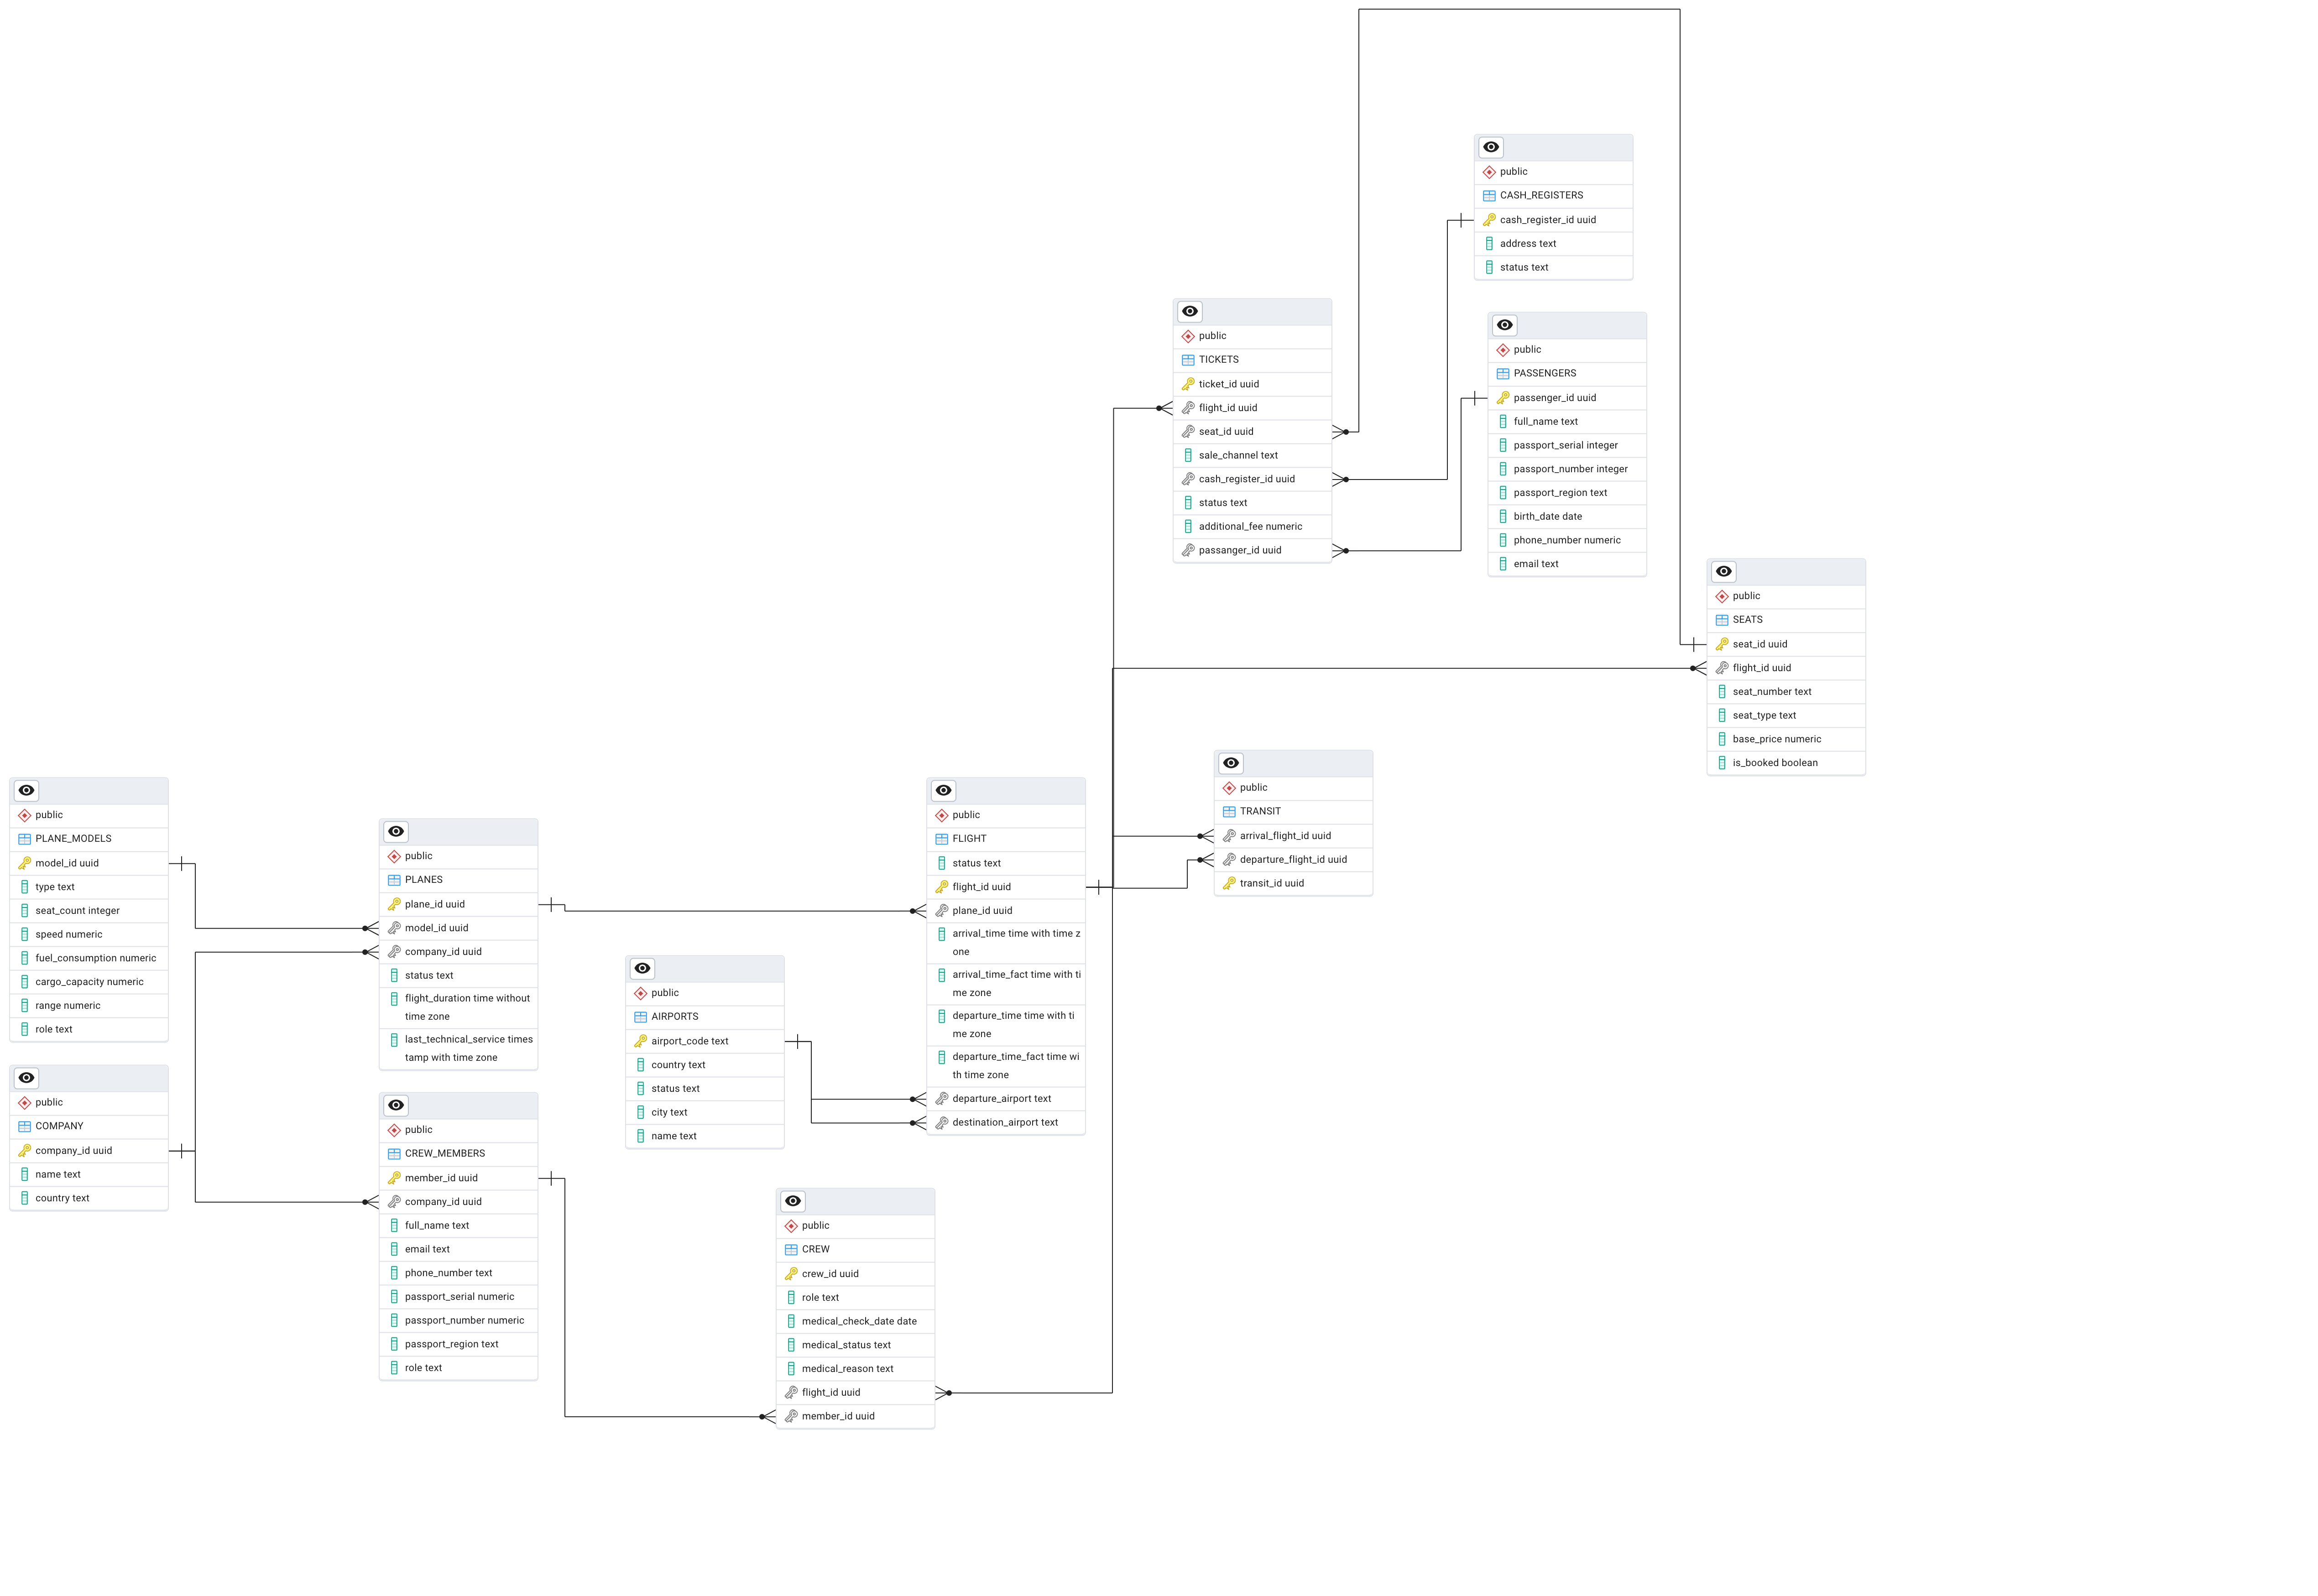 public
CASH_REGISTERS
cash_register_id uuid
address text
status text
public
TICKETS
ticket_id uuid
flight_id uuid
seat_id uuid
sale_channel text
cash_register_id uuid
status text
additional_fee numeric
passanger_id uuid
public
PASSENGERS
passenger_id uuid
full_name text
passport_serial integer
passport_number integer
passport_region text
birth_date date
phone_number numeric
email text
public
SEATS
seat_id uuid
flight_id uuid
seat_number text
seat_type text
base_price numeric
is_booked boolean
public
PLANE_MODELS
model_id uuid
type text
seat_count integer
speed numeric
fuel_consumption numeric
cargo_capacity numeric
range numeric
role text
public
PLANES
plane_id uuid
model_id uuid
company_id uuid
status text
flight_duration time without
time zone
last_technical_service times
tamp with time zone
public
FLIGHT
status text
flight_id uuid
plane_id uuid
arrival_time time with time z
one
arrival_time_fact time with ti
me zone
departure_time time with ti
me zone
departure_time_fact time wi
th time zone
departure_airport text
destination_airport text
public
TRANSIT
arrival_flight_id uuid
departure_flight_id uuid
transit_id uuid
public
AIRPORTS
airport_code text
country text
status text
city text
name text
public
COMPANY
company_id uuid
name text
country text
public
CREW_MEMBERS
member_id uuid
company_id uuid
full_name text
email text
phone_number text
passport_serial numeric
passport_number numeric
passport_region text
role text
public
CREW
crew_id uuid
role text
medical_check_date date
medical_status text
medical_reason text
flight_id uuid
member_id uuid